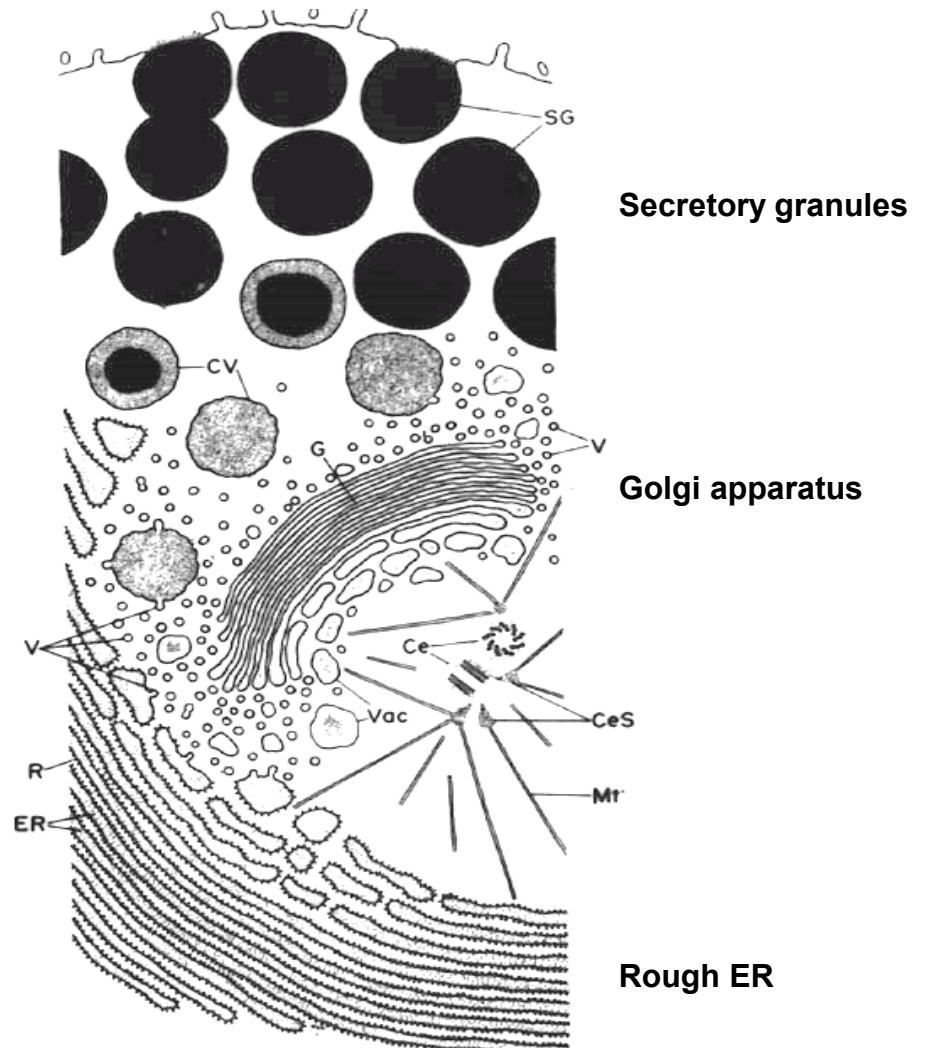 SG
Secretory granules
CV
V
G
Golgi apparatus
V
Ce
Vac
CeS
R
Mt
ER
Rough ER